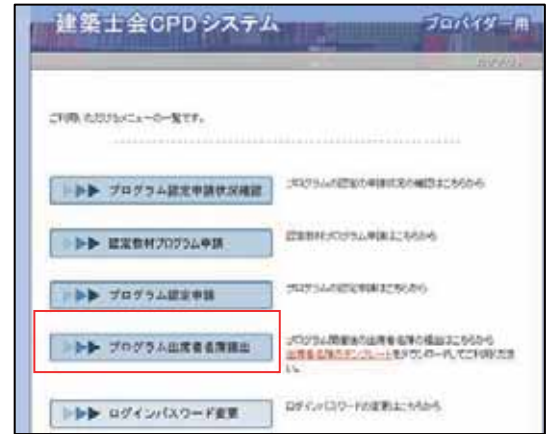 建築士会CPDシステム
プロバイダー用
ログアウト
ご利用いただけるメニューの一覧です。
プログラム認定申請状況確認
プログラムの認定の申請状況の確認はこちらから
認定教材プログラム申請
認定教材プログラム申請はこちらから
プログラム認定申請
プログラムの認定申請はこちらから
プログラム出席者名簿提出
プログラム開催後の出席者名簿の提出はこちらから
出席者名簿のテンプレートをダウンロードしてご利用ださ
い。
ログインパスワード変更
ログインパスワードの変更はこちらから